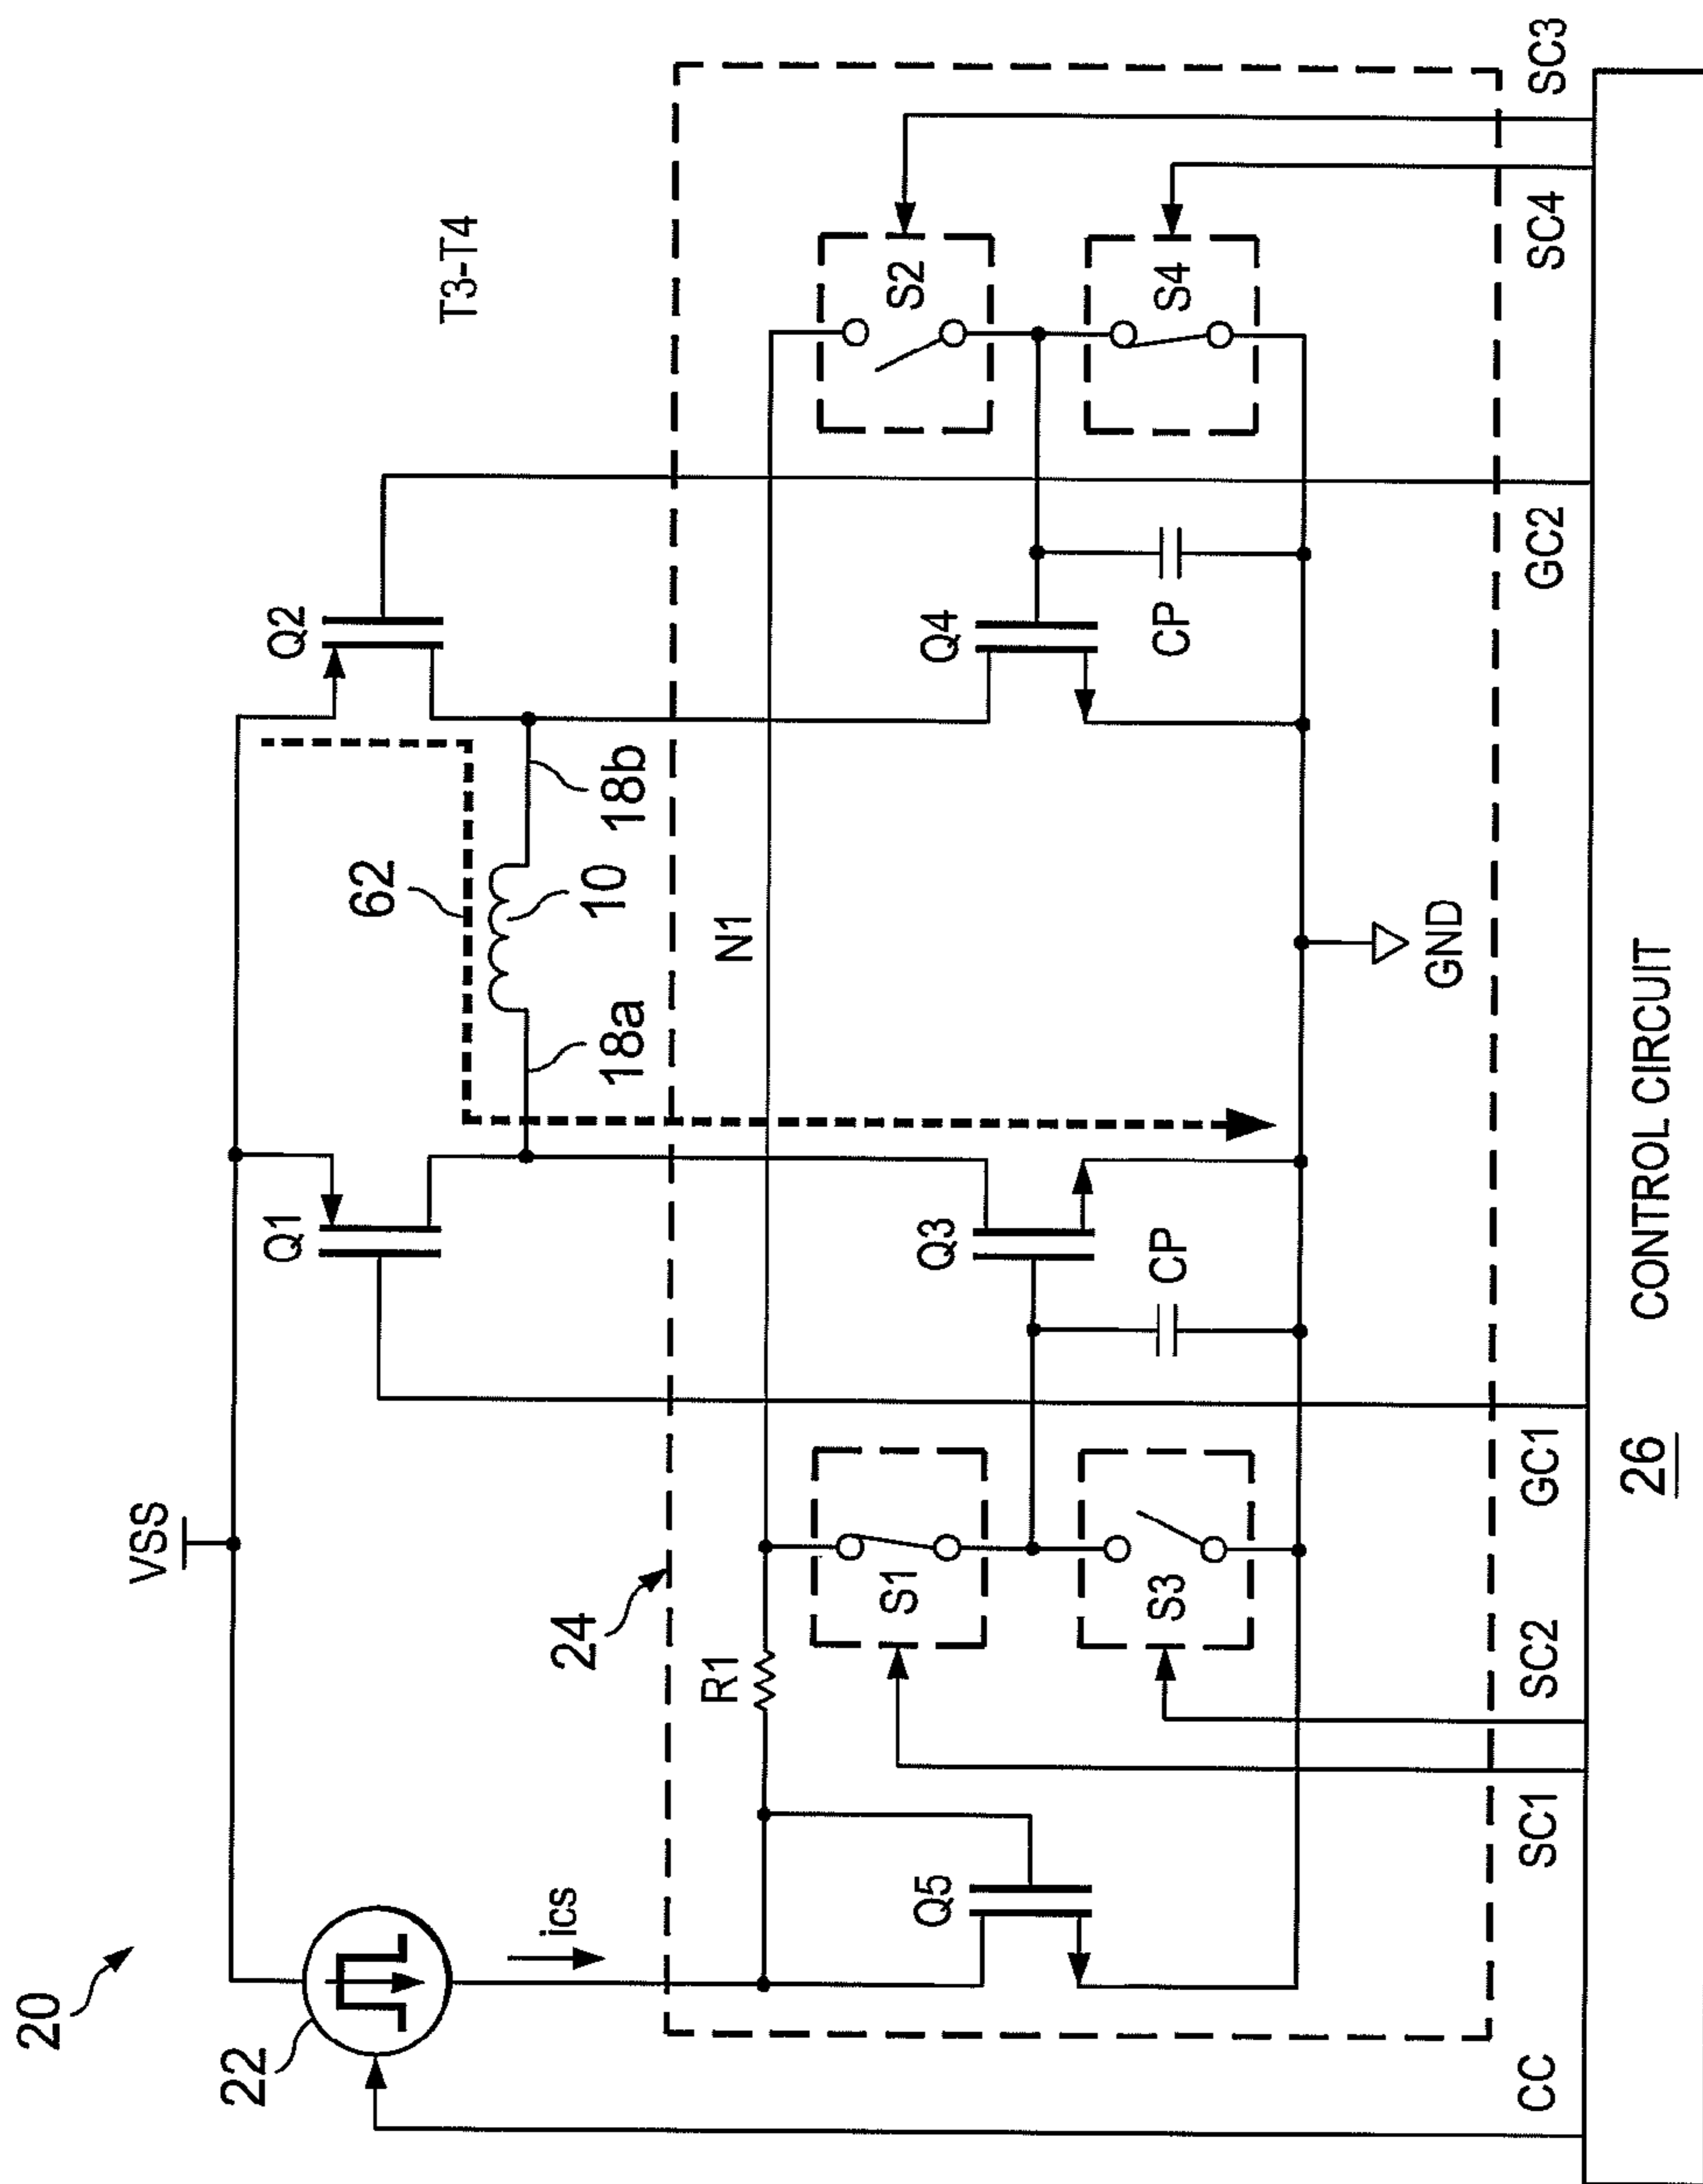 20
VSS
22
ics
Q1
Q2
T3-T4
62
10
18a
18b
24
R1
N1
S1
S2
Q5
Q3
Q4
S3
S4
CP
CP
GND
CC
SC1
SC2
GC1
GC2
SC4
SC3
26
CONTROL CIRCUIT